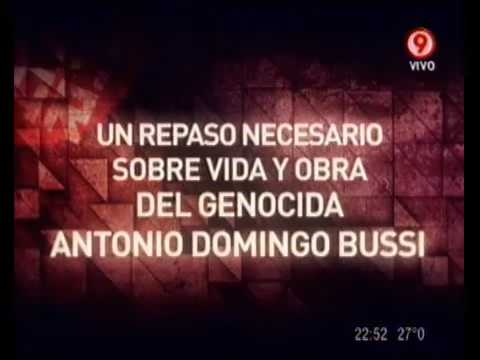 9
VIVO
UN REPASO NECESARIO
SOBRE VIDA Y OBRA
DEL GENOCIDA
ANTONIO DOMINGO BUSSI
22:52 27°0